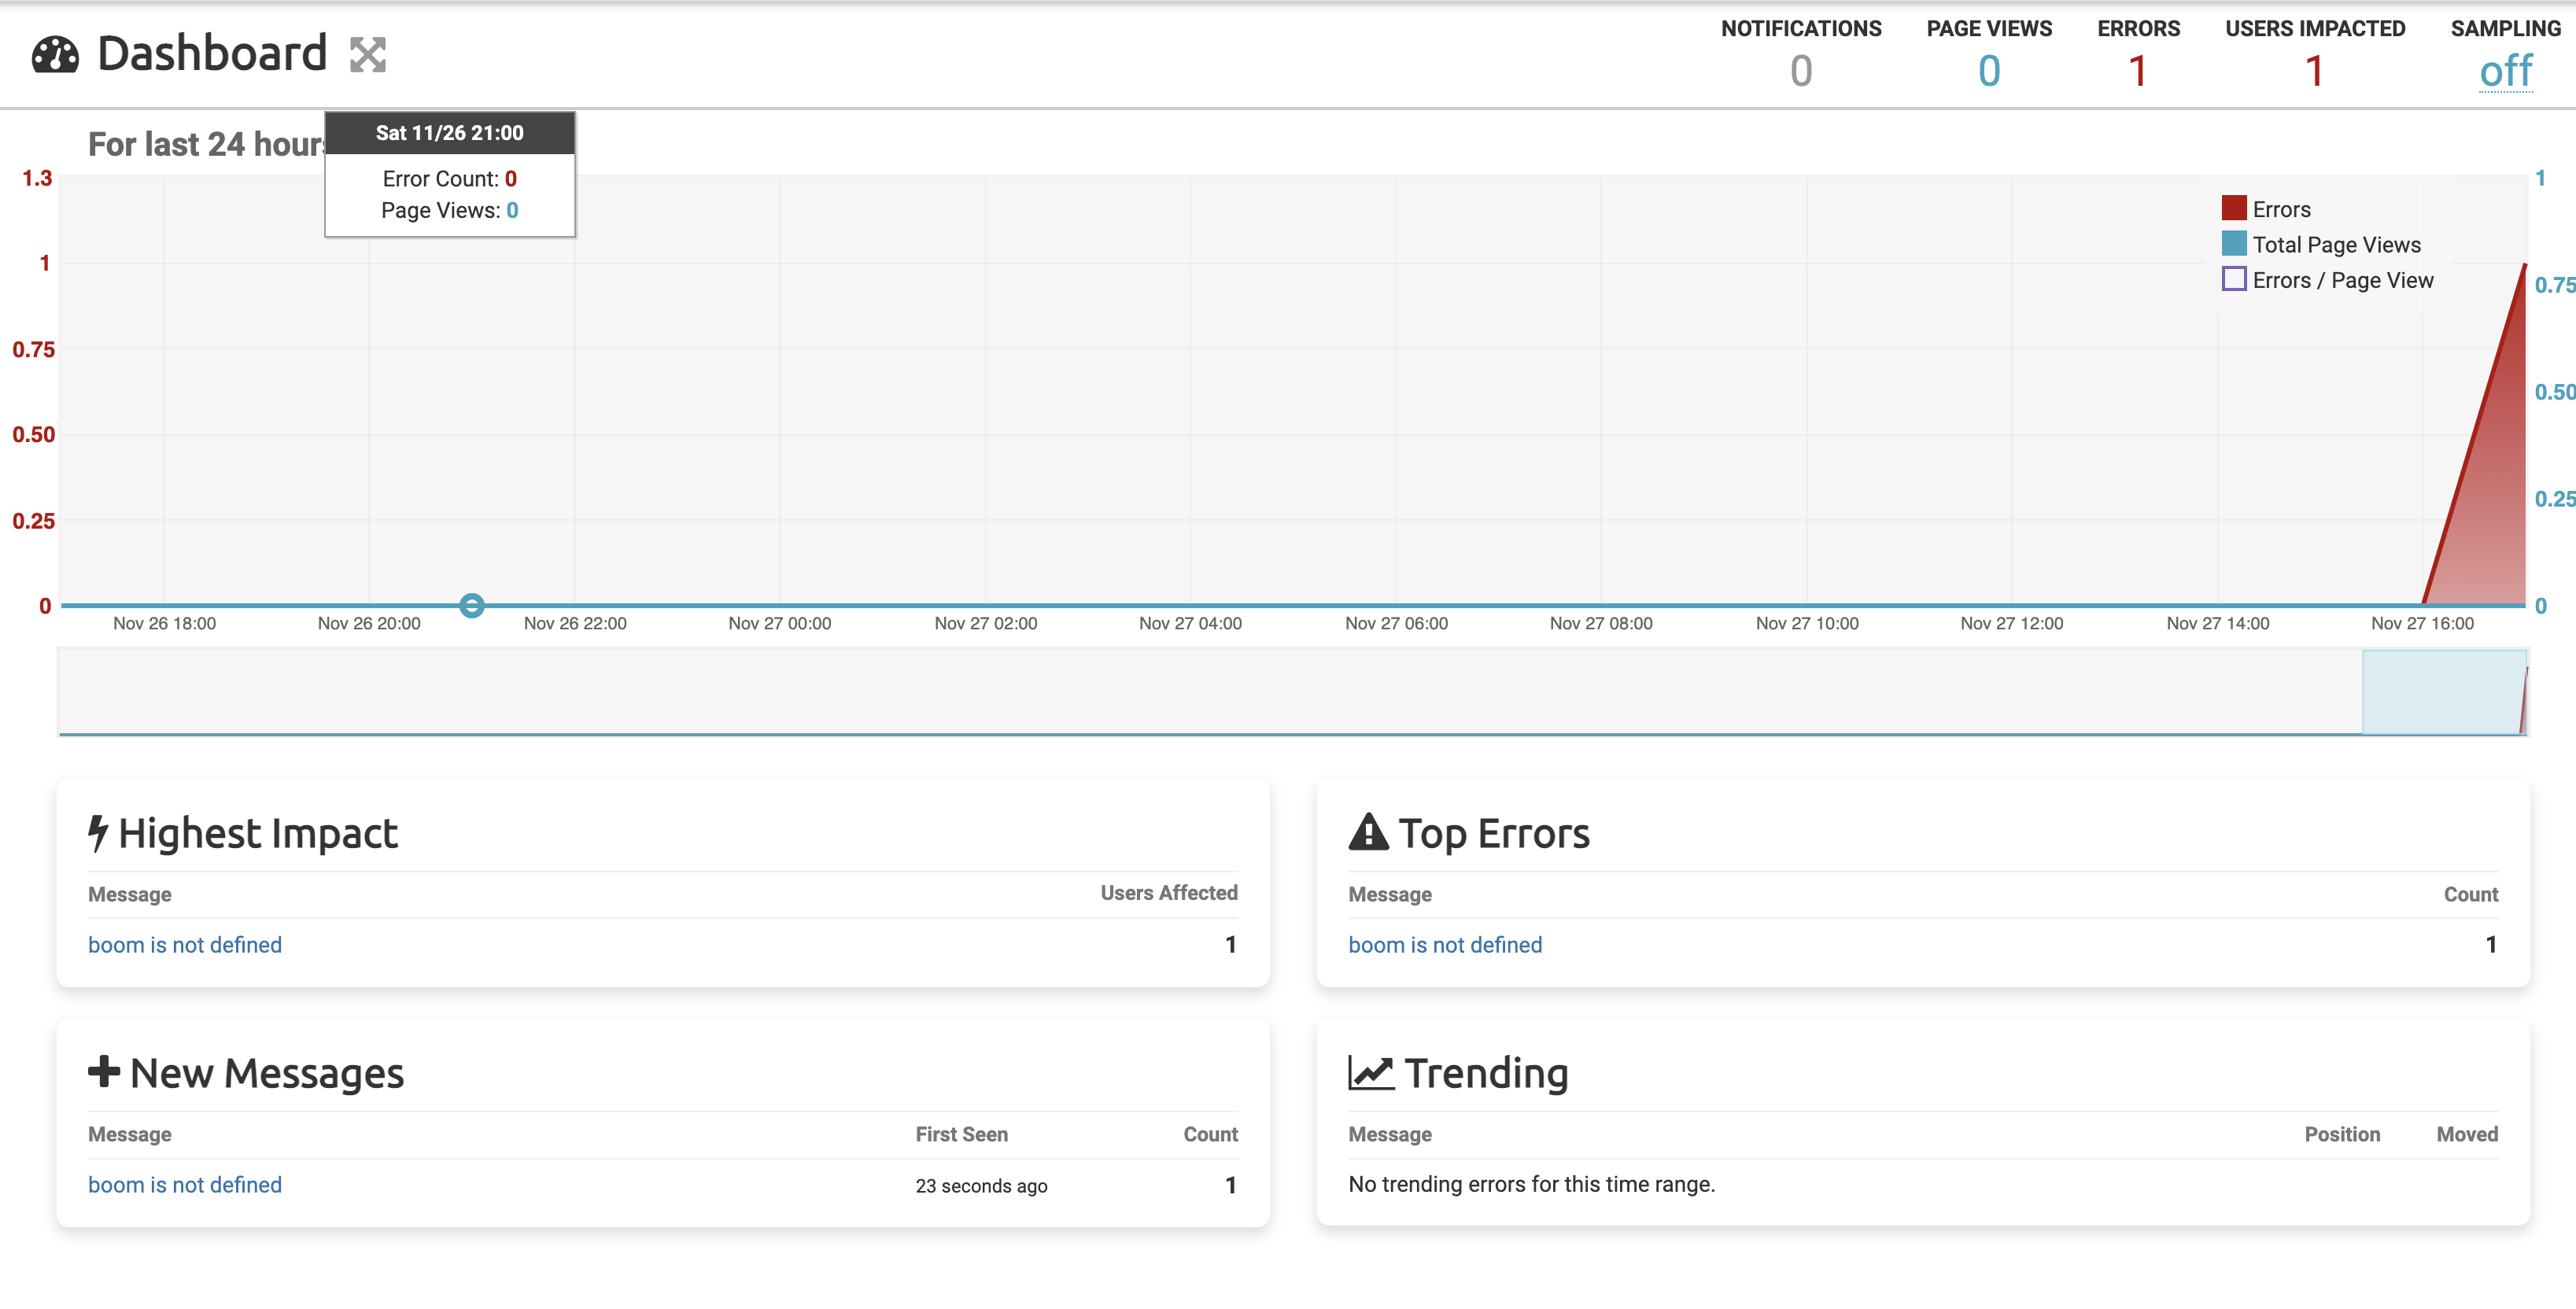 Dashboard
NOTIFICATIONS PAGE VIEWS ERRORS USERS IMPACTED SAMPLING
0 0 1 1 off
For last 24 hours
Sat 11/26 21:00
Error Count: 0
Page Views: 0
1.3
1
0.75
0.50
0.25
0
1
0.75
0.50
0.25
0
Errors
Total Page Views
Errors / Page View
Nov 26 18:00 Nov 26 20:00 Nov 26 22:00 Nov 27 00:00 Nov 27 02:00 Nov 27 04:00 Nov 27 06:00 Nov 27 08:00 Nov 27 10:00 Nov 27 12:00 Nov 27 14:00 Nov 27 16:00
Highest Impact
Message Users Affected
boom is not defined 1
Top Errors
Message Count
boom is not defined 1
New Messages
Message First Seen Count
boom is not defined 23 seconds ago 1
Trending
Message Position Moved
No trending errors for this time range.